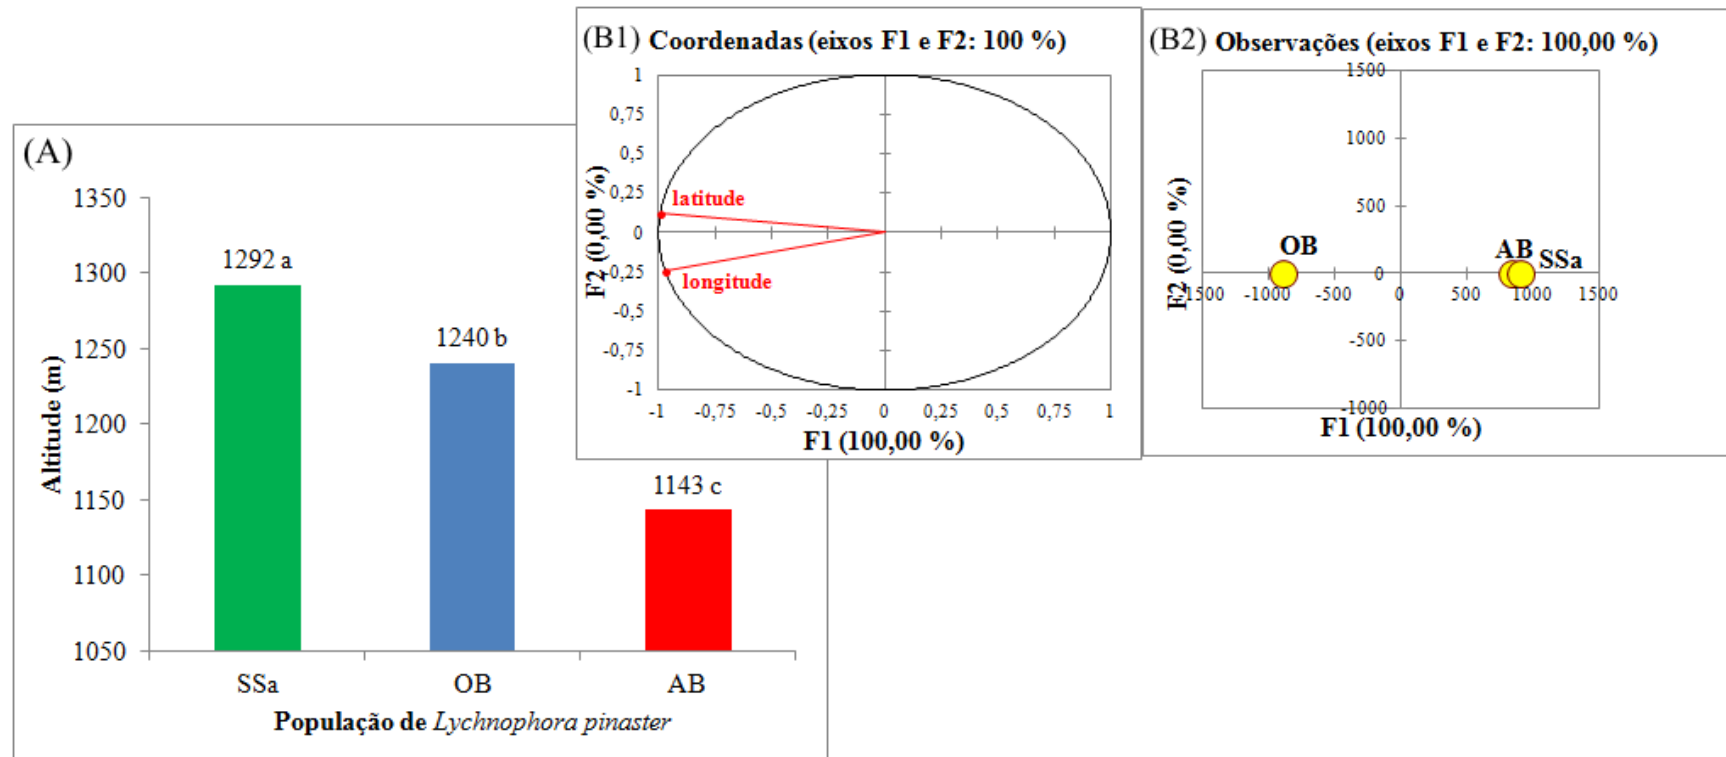 (A)
1350
1300
1250
1200
1150
1100
1050
Altitude (m)
1292 a
1240 b
1143 c
SSa
OB
AB
População de Lychnophora pinaster
(B1) Coordenadas (eixos F1 e F2: 100 %)
F2 (0,00 %)
1
0,75
0,5
0,25
0
-0,25
-0,5
-0,75
-1
latitude
longitude
-1 -0,75 -0,5 -0,25 0 0,25 0,5 0,75 1
F1 (100,00 %)
(B2) Observações (eixos F1 e F2: 100,00 %)
F2 (0,00 %)
1500
1000
500
0
-500
-1000
OB
AB
SSa
-1500 -1000 -500 0 500 1000 1500
F1 (100,00 %)